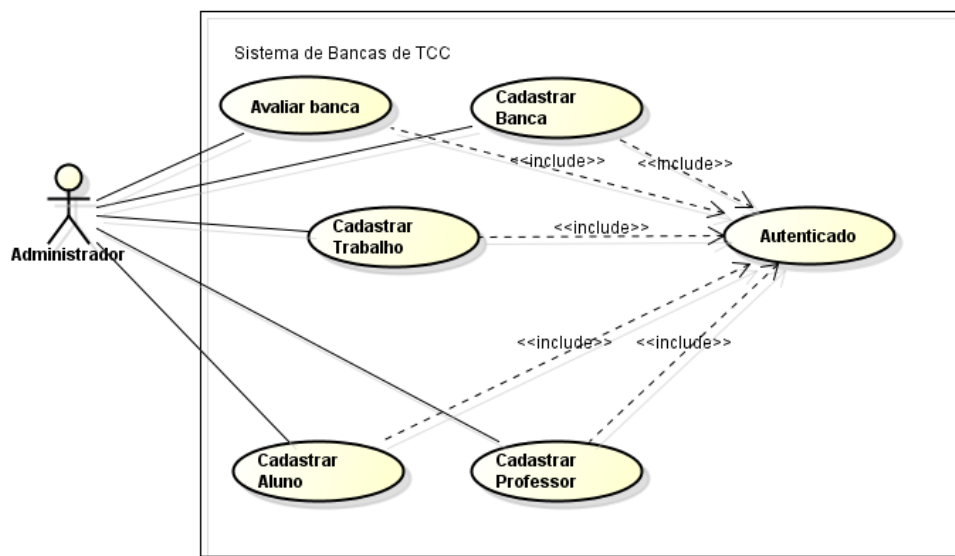 Sistema de Bancas de TCC
Avaliar banca
Cadastrar
Banca
<<include>>
<<include>>
Administrador
Cadastrar
Trabalho
<<include>>
Autenticado
<<include>>
<<include>>
Cadastrar
Aluno
Cadastrar
Professor